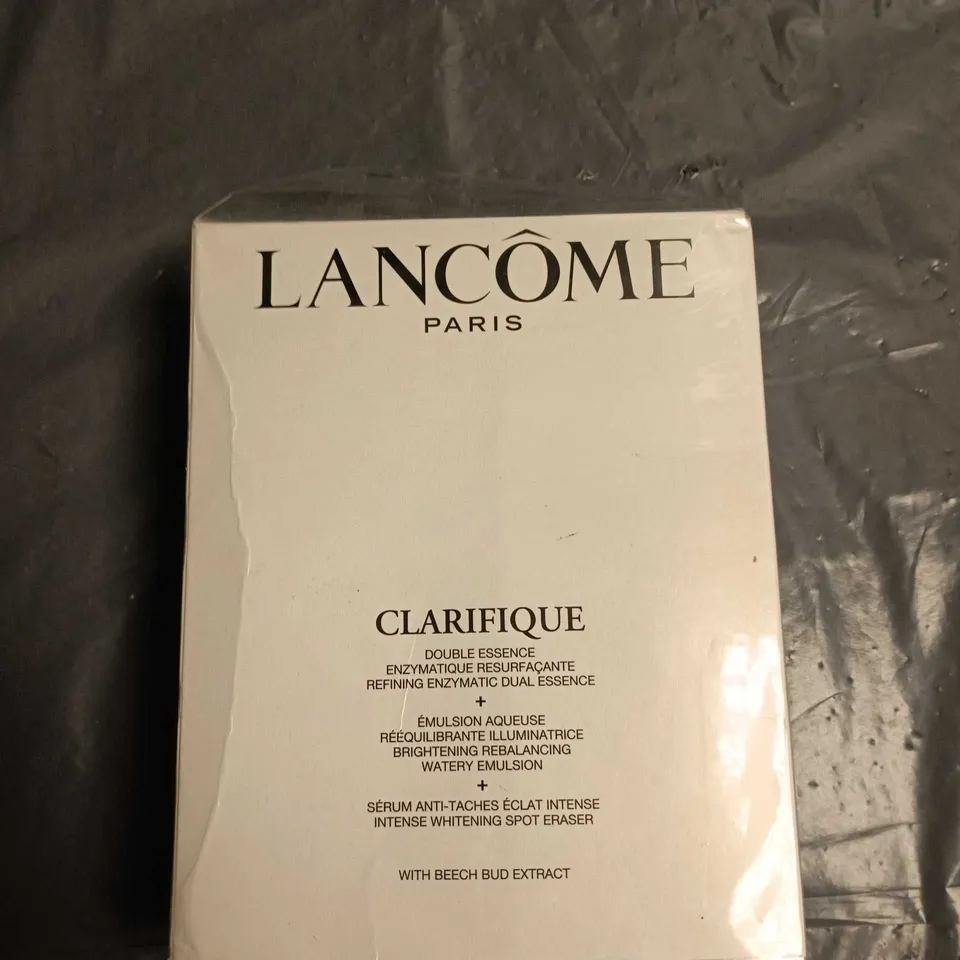 LANCÔME
PARIS
CLARIFIQUE
DOUBLE ESSENCE
ENZYMATIQUE RESURFAÇANTE
REFINING ENZYMATIC DUAL ESSENCE
+
ÉMULSION AQUEUSE
RÉÉQUILIBRANTE ILLUMINATRICE
BRIGHTENING REBALANCING
WATERY EMULSION
+
SÉRUM ANTI-TACHES ÉCLAT INTENSE
INTENSE WHITENING SPOT ERASER
WITH BEECH BUD EXTRACT